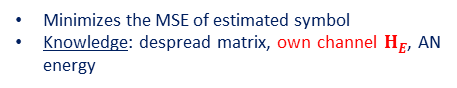 • Minimizes the MSE of estimated symbol
• Knowledge: despread matrix, own channel H_E, AN
energy